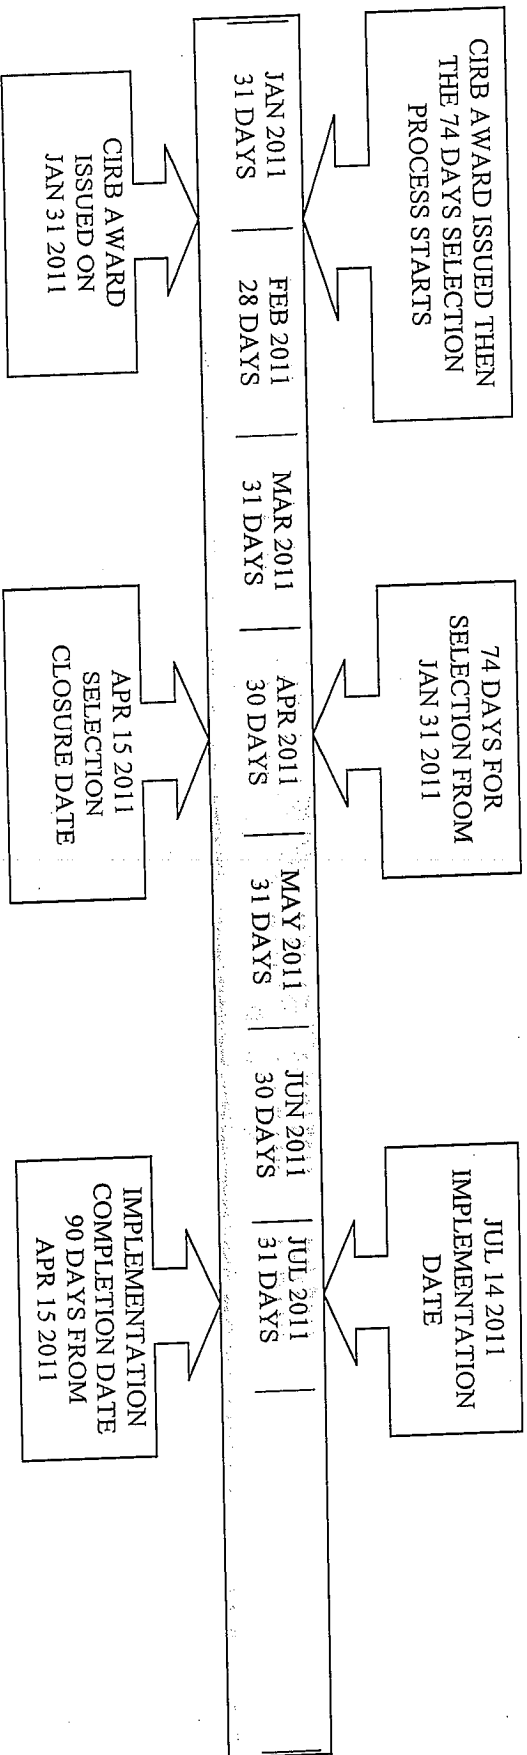 CIRB AWARD ISSUED THEN
THE 74 DAYS SELECTION
PROCESS STARTS
74 DAYS FOR
SELECTION FROM
JAN 31 2011
JUL 14 2011
IMPLEMENTATION
DATE
JAN 2011
31 DAYS
FEB 2011
28 DAYS
MAR 2011
31 DAYS
APR 2011
30 DAYS
MAY 2011
31 DAYS
JUN 2011
30 DAYS
JUL 2011
31 DAYS
CIRB AWARD
ISSUED ON
JAN 31 2011
APR 15 2011
SELECTION
CLOSURE DATE
IMPLEMENTATION
COMPLETION DATE
90 DAYS FROM
APR 15 2011